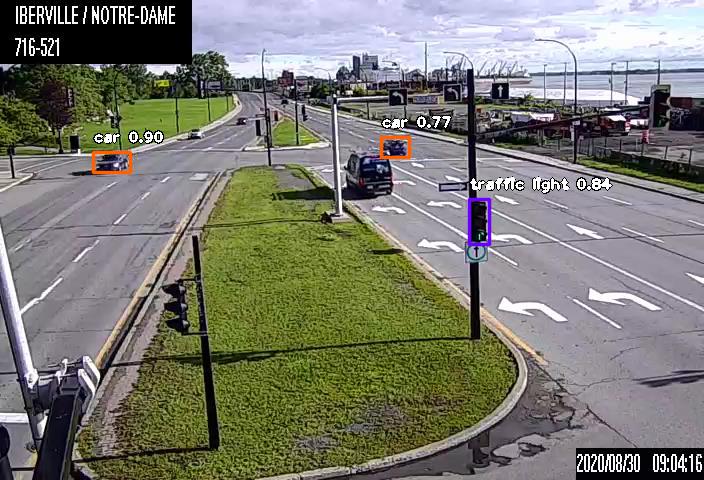 IBERVILLE / NOTRE-DAME
716-521
car 0.90
car 0.77
traffic light 0.84
2020/08/30 09:04:16